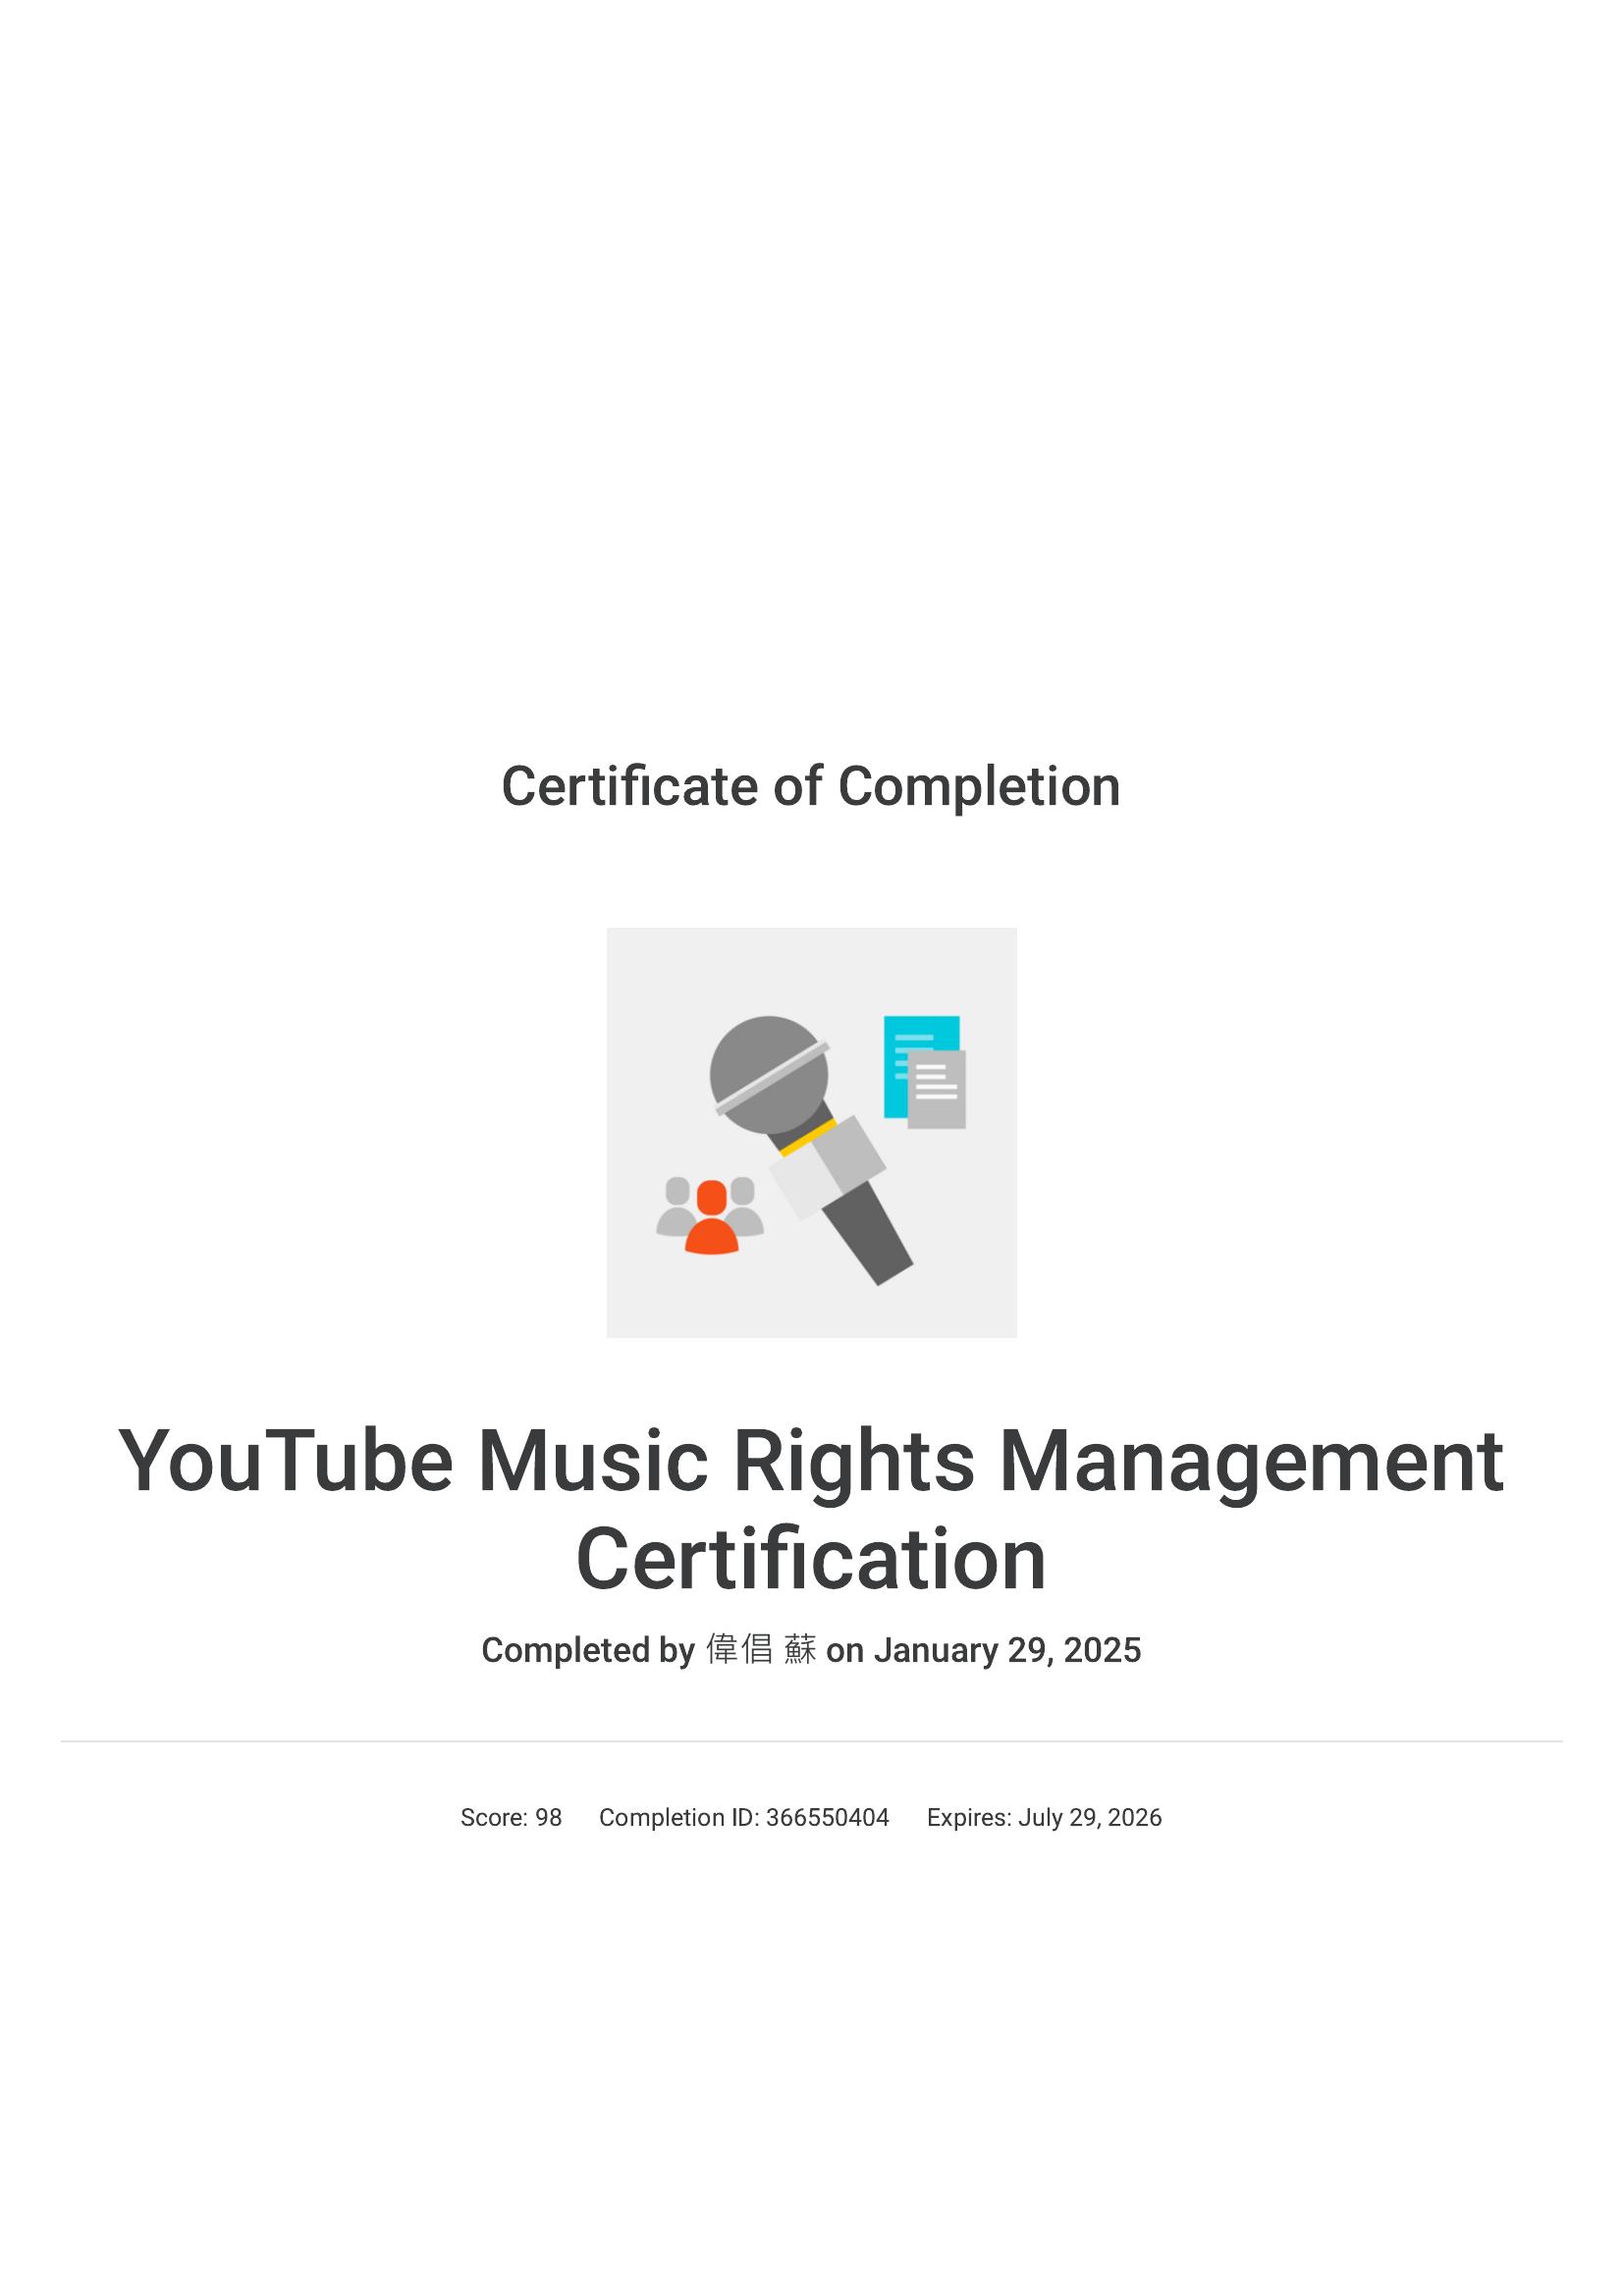 Certificate of Completion
YouTube Music Rights Management
Certification
Completed by 偉倡 蘇 on January 29, 2025
Score: 98 Completion ID: 366550404 Expires: July 29, 2026